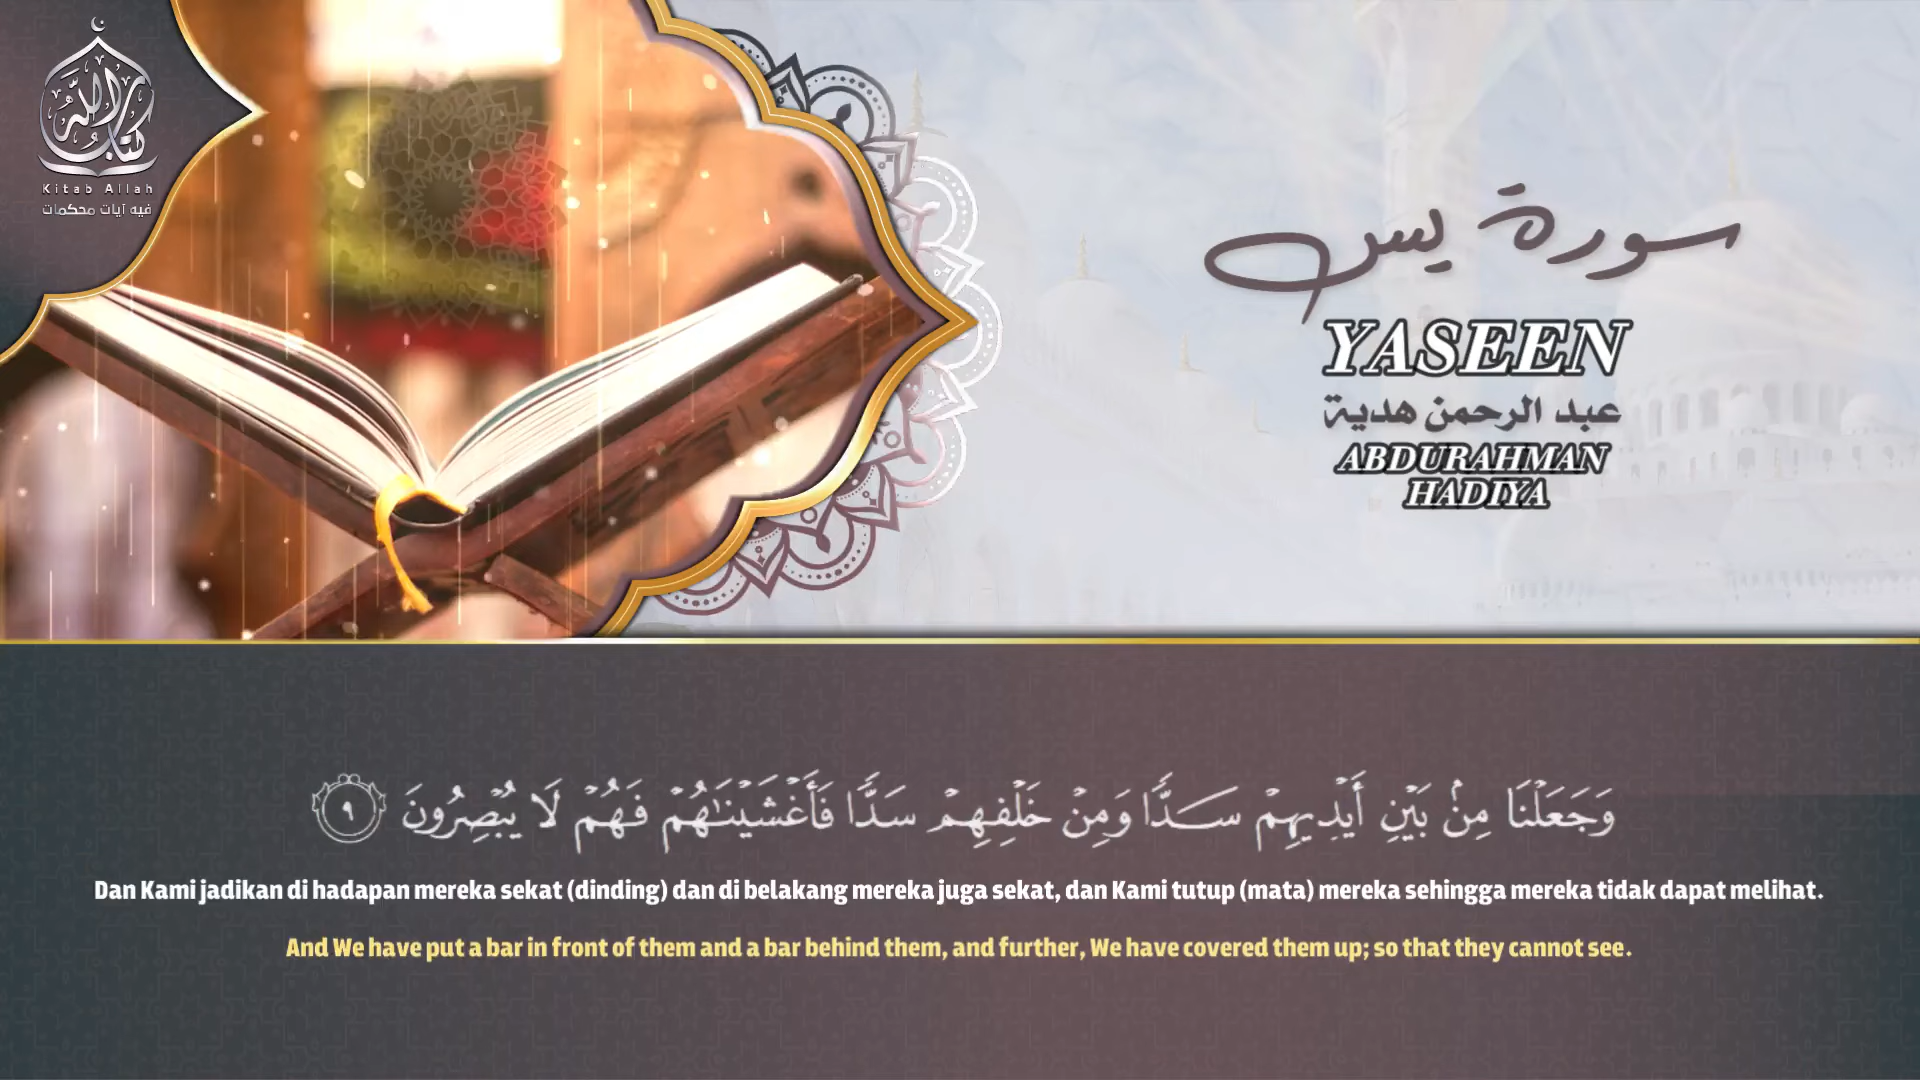 كتاب الله
Kitab Allah
فيه آيات محكمات
سورة يس
YASEEN
عبد الرحمن هدية
ABDURAHMAN
HADIYA
وَجَعَلْنَا مِنۢ بَيْنِ أَيْدِيهِمْ سَدًّا وَمِنْ خَلْفِهِمْ سَدًّا فَأَغْشَيْنَٰهُمْ فَهُمْ لَا يُبْصِرُونَ ٩
Dan Kami jadikan di hadapan mereka sekat (dinding) dan di belakang mereka juga sekat, dan Kami tutup (mata) mereka sehingga mereka tidak dapat melihat.
And We have put a bar in front of them and a bar behind them, and further, We have covered them up; so that they cannot see.